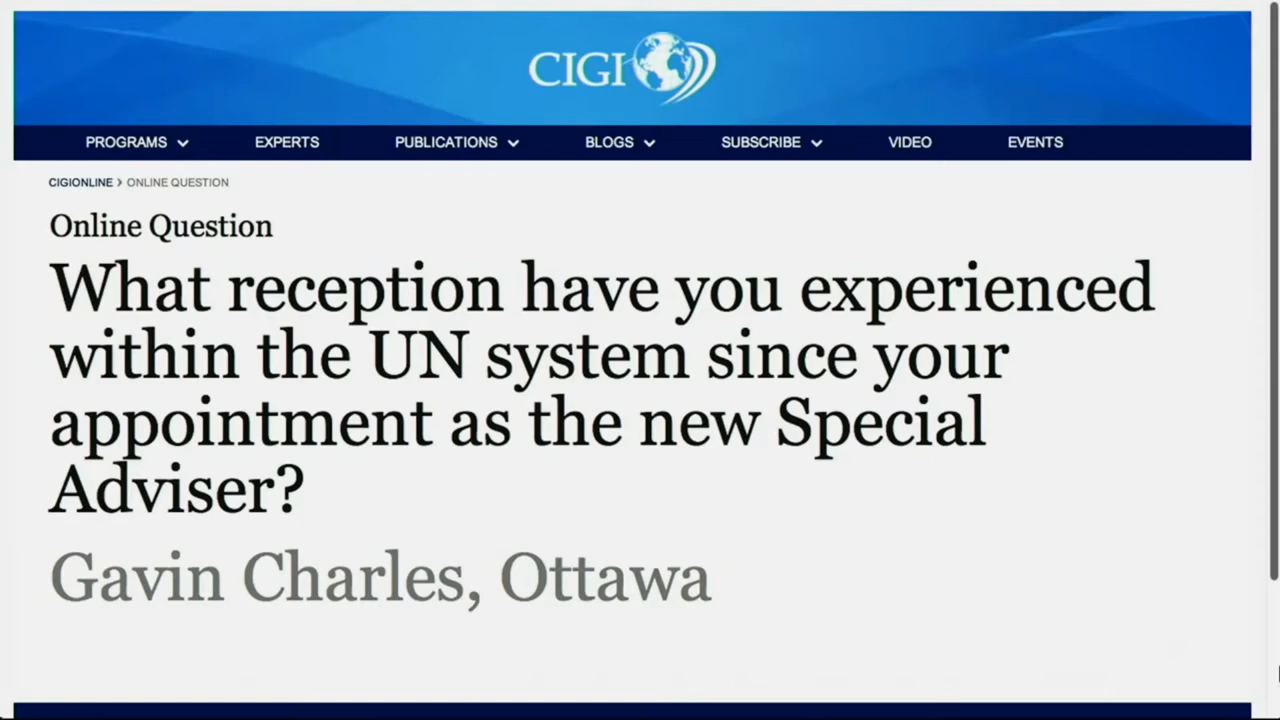 CIGI
PROGRAMS EXPERTS PUBLICATIONS BLOGS SUBSCRIBE VIDEO EVENTS
CIGIONLINE › ONLINE QUESTION
Online Question
What reception have you experienced
within the UN system since your
appointment as the new Special
Adviser?
Gavin Charles, Ottawa